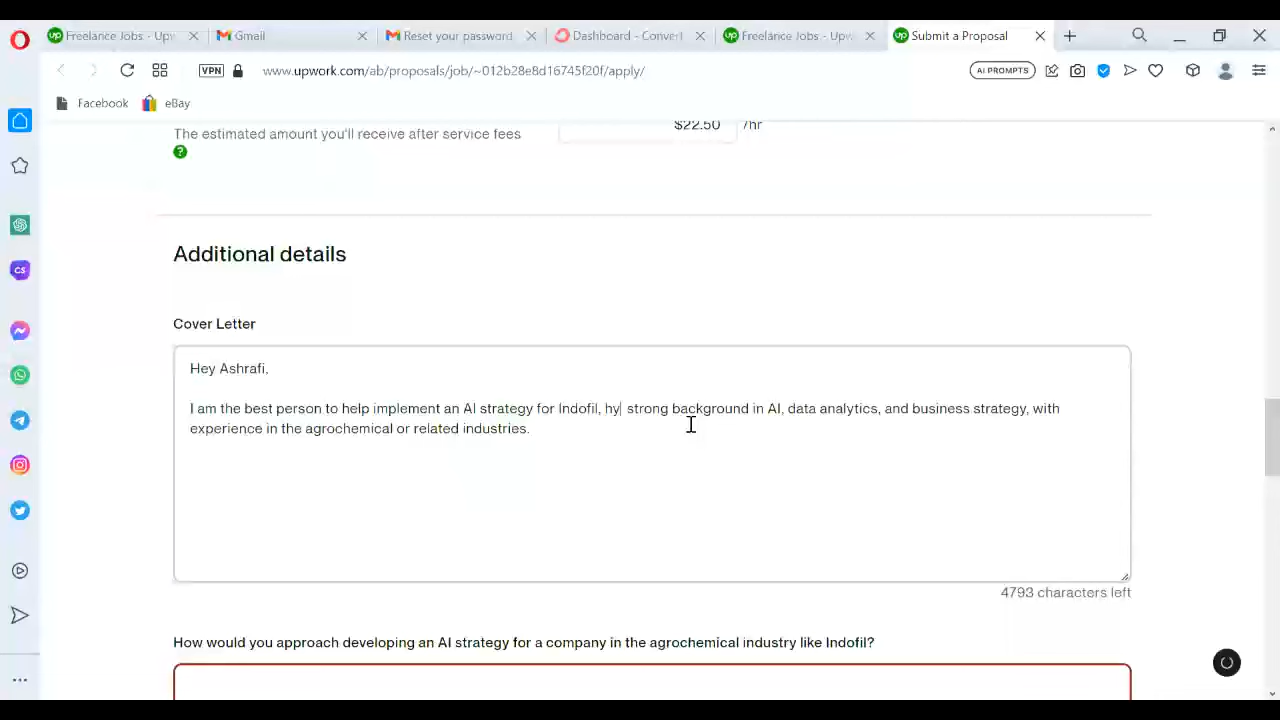 Freelance Jobs - Upw
Gmail
Reset your password
Dashboard - Convert
Freelance Jobs - Upw
Submit a Proposal
VPN
www.upwork.com/ab/proposals/job/~012b28e8d16745f20f/apply/
AI PROMPTS
Facebook
eBay
The estimated amount you'll receive after service fees
$22.50 /hr
?
Additional details
Cover Letter
Hey Ashrafi,
I am the best person to help implement an AI strategy for Indofil, hy strong background in AI, data analytics, and business strategy, with
experience in the agrochemical or related industries.
4793 characters left
How would you approach developing an AI strategy for a company in the agrochemical industry like Indofil?
CS